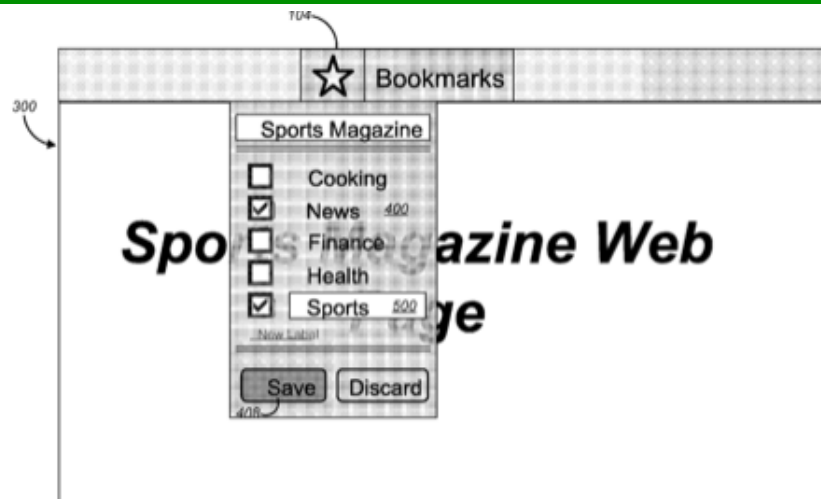 104
Bookmarks
300
Sports Magazine
Cooking
News 400
Sports Magazine Web
Finance
Health
Sports 500
Page
New Label
Save Discard
408